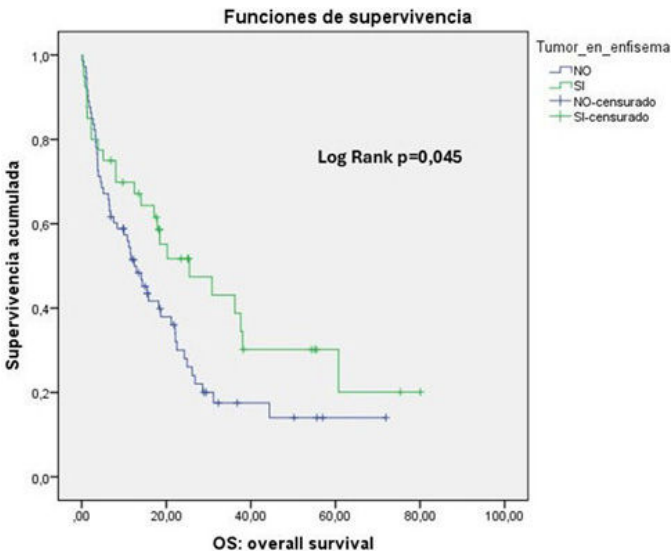 Funciones de supervivencia
Tumor_en_enfisema
NO
SI
NO-censurado
SI-censurado
Log Rank p=0,045
Supervivencia acumulada
1,0
0,8
0,6
0,4
0,2
0,0
,00 20,00 40,00 60,00 80,00 100,00
OS: overall survival